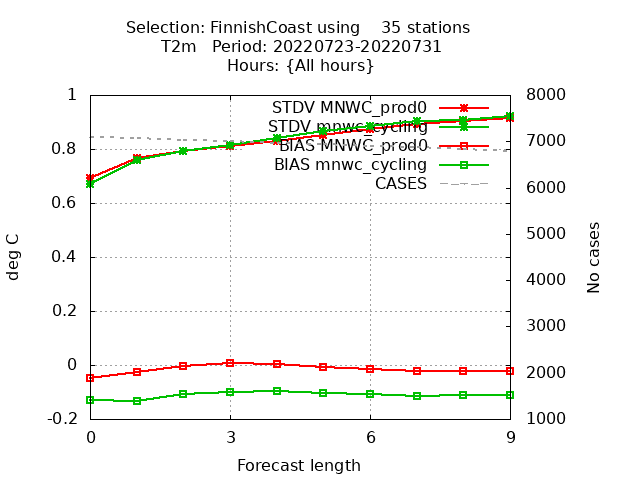 Selection: FinnishCoast using    35 stations
T2m   Period: 20220723-20220731
Hours: {All hours}
STDV MNWC_prod0
STDV mnwc_cycling
BIAS MNWC_prod0
BIAS mnwc_cycling
CASES
deg C
1
0.8
0.6
0.4
0.2
0
-0.2
8000
7000
6000
5000
4000
3000
2000
1000
No cases
0 3 6 9
Forecast length